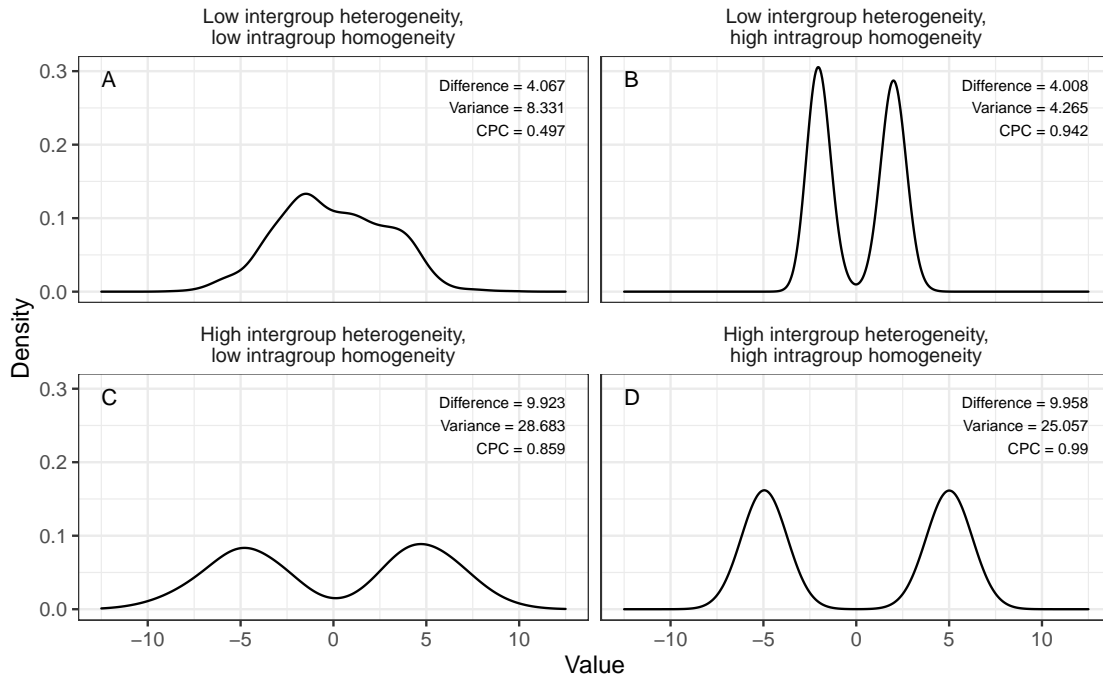 Low intergroup heterogeneity,
low intragroup homogeneity
A
Difference = 4.067
Variance = 8.331
CPC = 0.497
Low intergroup heterogeneity,
high intragroup homogeneity
B
Difference = 4.008
Variance = 4.265
CPC = 0.942
0.3
0.2
0.1
0.0
Density
High intergroup heterogeneity,
low intragroup homogeneity
C
Difference = 9.923
Variance = 28.683
CPC = 0.859
High intergroup heterogeneity,
high intragroup homogeneity
D
Difference = 9.958
Variance = 25.057
CPC = 0.99
0.3
0.2
0.1
0.0
−10 −5 0 5 10
−10 −5 0 5 10
Value